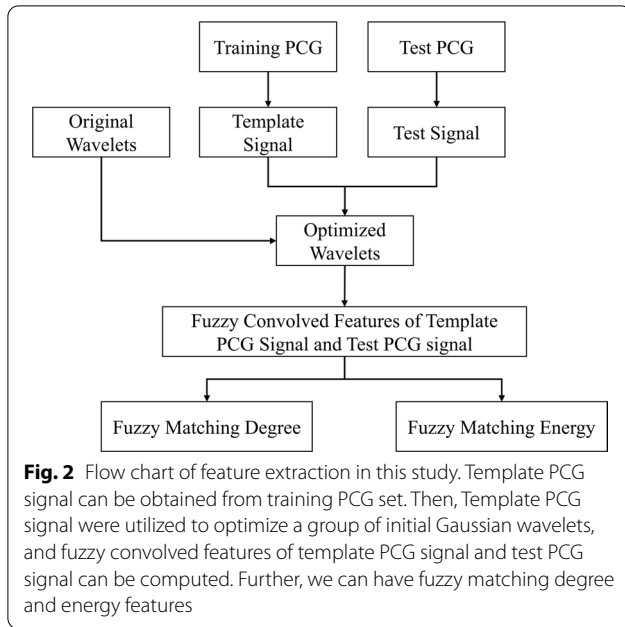 Training PCG
Test PCG
Original
Wavelets
Template
Signal
Test Signal
Optimized
Wavelets
Fuzzy Convolved Features of Template
PCG Signal and Test PCG signal
Fuzzy Matching Degree
Fuzzy Matching Energy
Fig. 2 Flow chart of feature extraction in this study. Template PCG
signal can be obtained from training PCG set. Then, Template PCG
signal were utilized to optimize a group of initial Gaussian wavelets,
and fuzzy convolved features of template PCG signal and test PCG
signal can be computed. Further, we can have fuzzy matching degree
and energy features